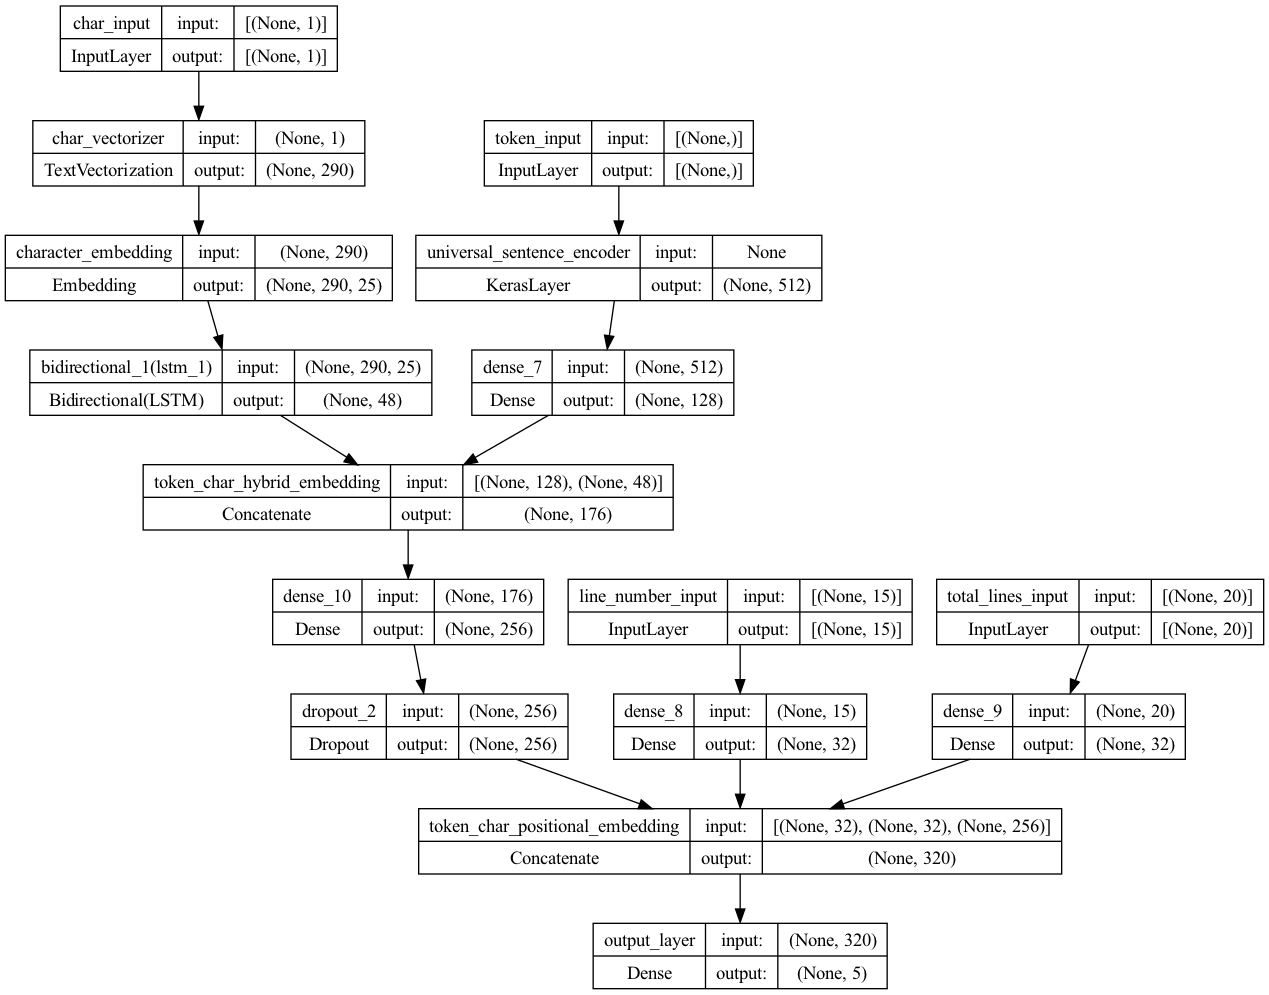 char_input input: [(None, 1)]
InputLayer output: [(None, 1)]
char_vectorizer input: (None, 1)
TextVectorization output: (None, 290)
token_input input: [(None,)]
InputLayer output: [(None,)]
character_embedding input: (None, 290)
Embedding output: (None, 290, 25)
universal_sentence_encoder input: None
KerasLayer output: (None, 512)
bidirectional_1(lstm_1) input: (None, 290, 25)
Bidirectional(LSTM) output: (None, 48)
dense_7 input: (None, 512)
Dense output: (None, 128)
token_char_hybrid_embedding input: [(None, 128), (None, 48)]
Concatenate output: (None, 176)
dense_10 input: (None, 176)
Dense output: (None, 256)
line_number_input input: [(None, 15)]
InputLayer output: [(None, 15)]
total_lines_input input: [(None, 20)]
InputLayer output: [(None, 20)]
dropout_2 input: (None, 256)
Dropout output: (None, 256)
dense_8 input: (None, 15)
Dense output: (None, 32)
dense_9 input: (None, 20)
Dense output: (None, 32)
token_char_positional_embedding input: [(None, 32), (None, 32), (None, 256)]
Concatenate output: (None, 320)
output_layer input: (None, 320)
Dense output: (None, 5)